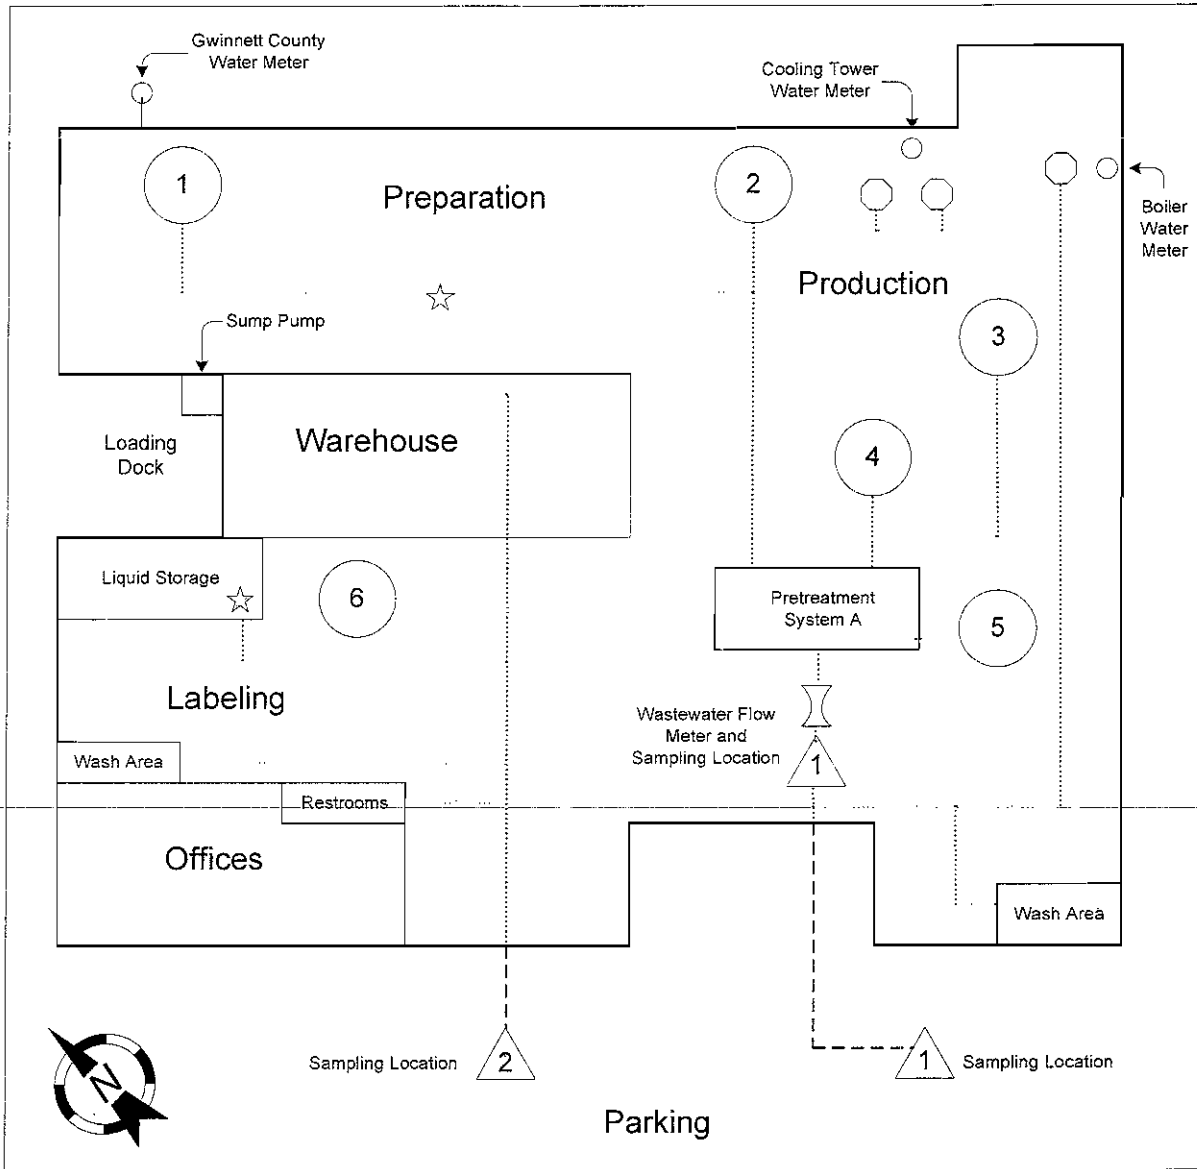 Gwinnett County
Water Meter
Cooling Tower
Water Meter
1
Preparation
2
Boiler
Water
Meter
Production
Sump Pump
3
Loading
Dock
Warehouse
4
Liquid Storage
6
Pretreatment
System A
5
Labeling
Wastewater Flow
Meter and
Sampling Location
1
Wash Area
Restrooms
Offices
Wash Area
N
Sampling Location
2
1
Sampling Location
Parking